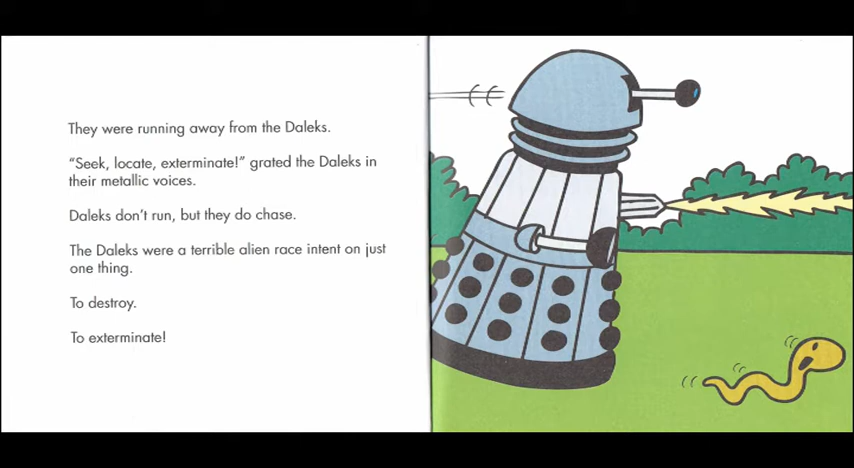 They were running away from the Daleks.
“Seek, locate, exterminate!” grated the Daleks in
their metallic voices.
Daleks don’t run, but they do chase.
The Daleks were a terrible alien race intent on just
one thing.
To destroy.
To exterminate!